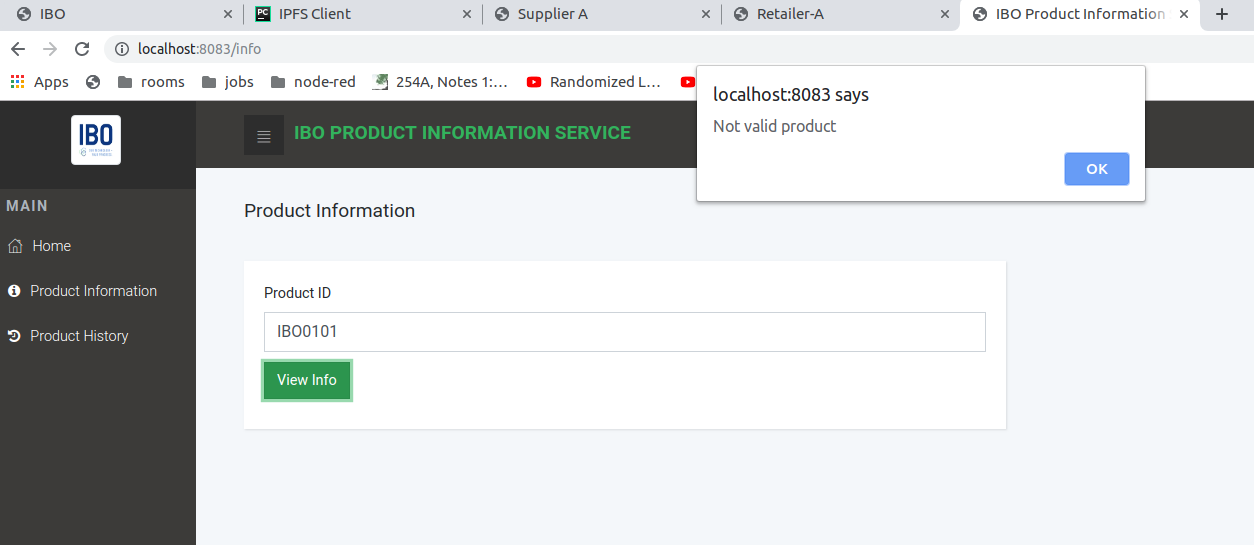 IBO
IPFS Client
Supplier A
Retailer-A
IBO Product Information
localhost:8083/info
Apps
rooms
jobs
node-red
254A, Notes 1:…
Randomized L…
localhost:8083 says
Not valid product
OK
IBO
IBO PRODUCT INFORMATION SERVICE
MAIN
Home
Product Information
Product History
Product Information
Product ID
IBO0101
View Info